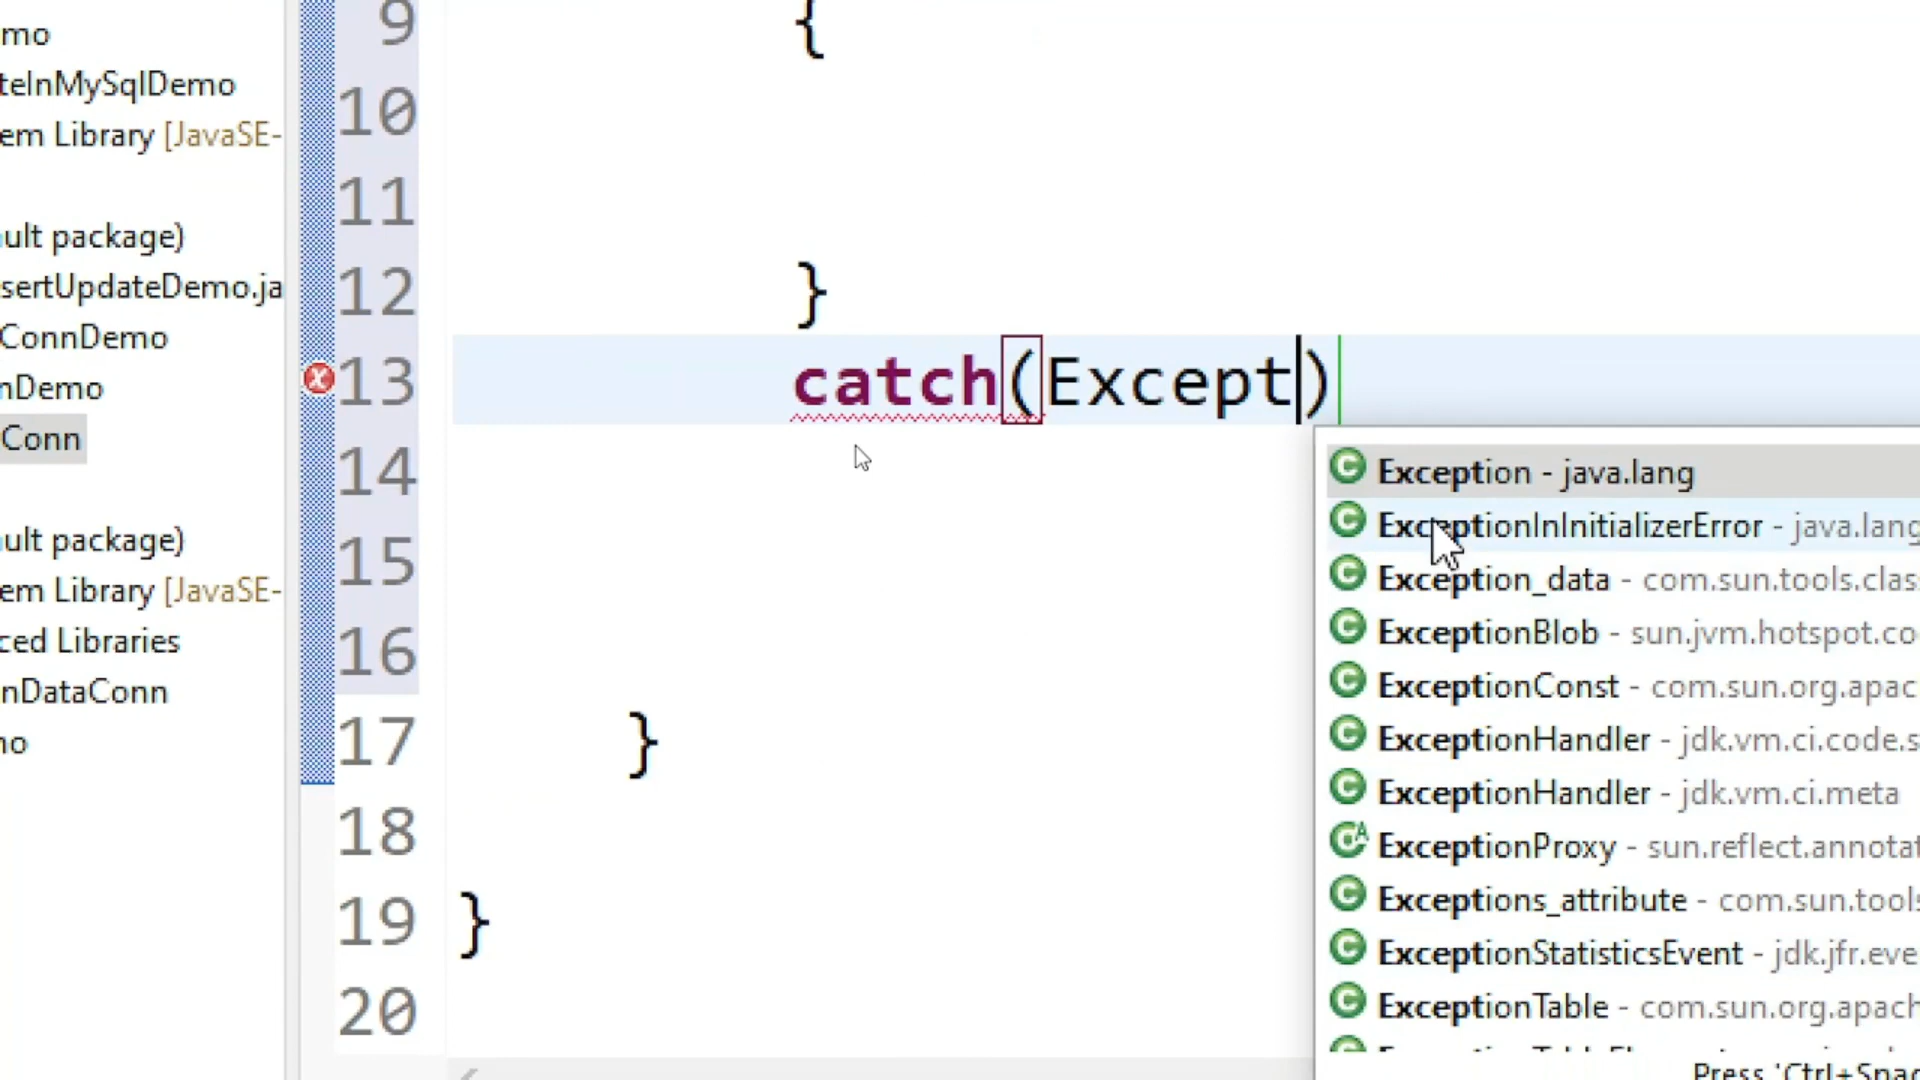 mo
teInMySqlDemo
em Library [JavaSE-
ult package)
sertUpdateDemo.ja
ConnDemo
nDemo
Conn
ult package)
em Library [JavaSE-
ced Libraries
nDataConn
no
9 {
10
11
12 }
13 catch(Except)
14
15
16
17 }
18
19 }
20
Exception - java.lang
ExceptionInInitializerError - java.lang
Exception_data - com.sun.tools.clas
ExceptionBlob - sun.jvm.hotspot.co
ExceptionConst - com.sun.org.apac
ExceptionHandler - jdk.vm.ci.code.s
ExceptionHandler - jdk.vm.ci.meta
ExceptionProxy - sun.reflect.annotat
Exceptions_attribute - com.sun.tools
ExceptionStatisticsEvent - jdk.jfr.eve
ExceptionTable - com.sun.org.apach
Press 'Ctrl+Spac